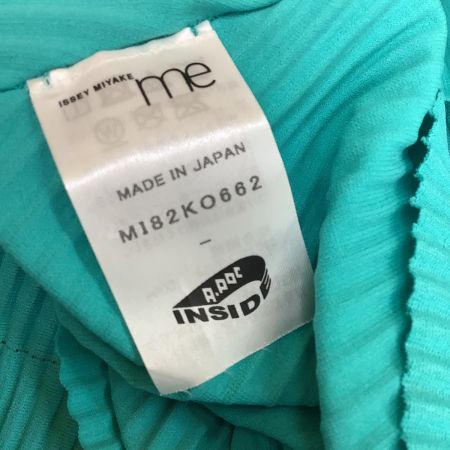 ISSEY MIYAKE me
MADE IN JAPAN
MI82KO662
–
A.POC
INSIDE